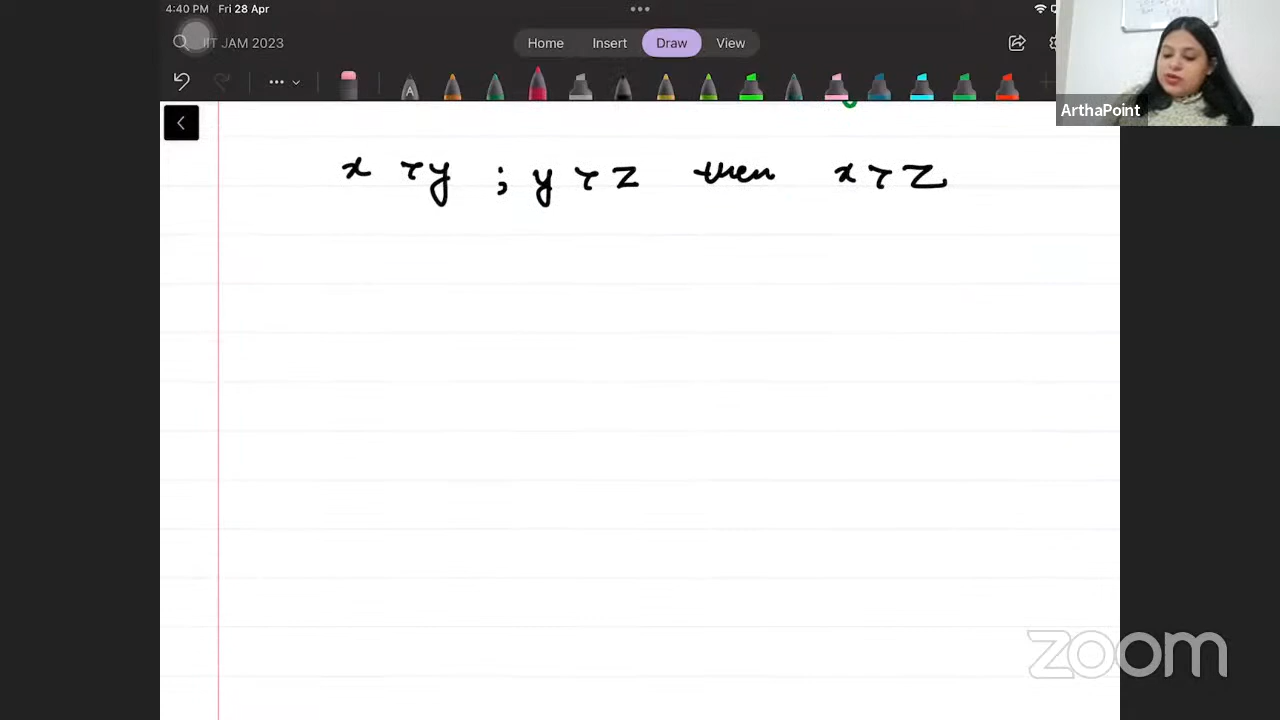 4:40 PM Fri 28 Apr
IIT JAM 2023
Home Insert Draw View
A
ArthaPoint
x τ y ; y τ z then x τ z
zoom